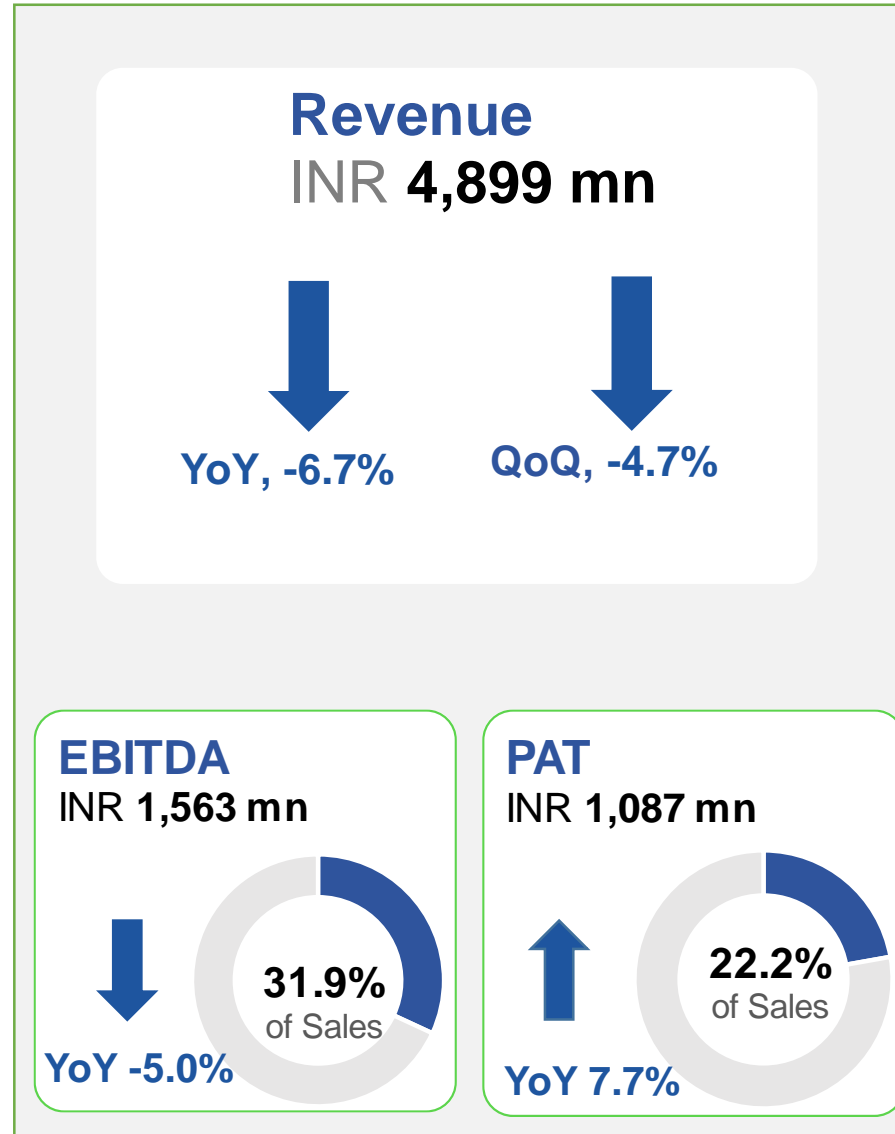 Revenue
INR 4,899 mn
YoY, -6.7%
QoQ, -4.7%
EBITDA
INR 1,563 mn
31.9%
of Sales
YoY -5.0%
PAT
INR 1,087 mn
22.2%
of Sales
YoY 7.7%